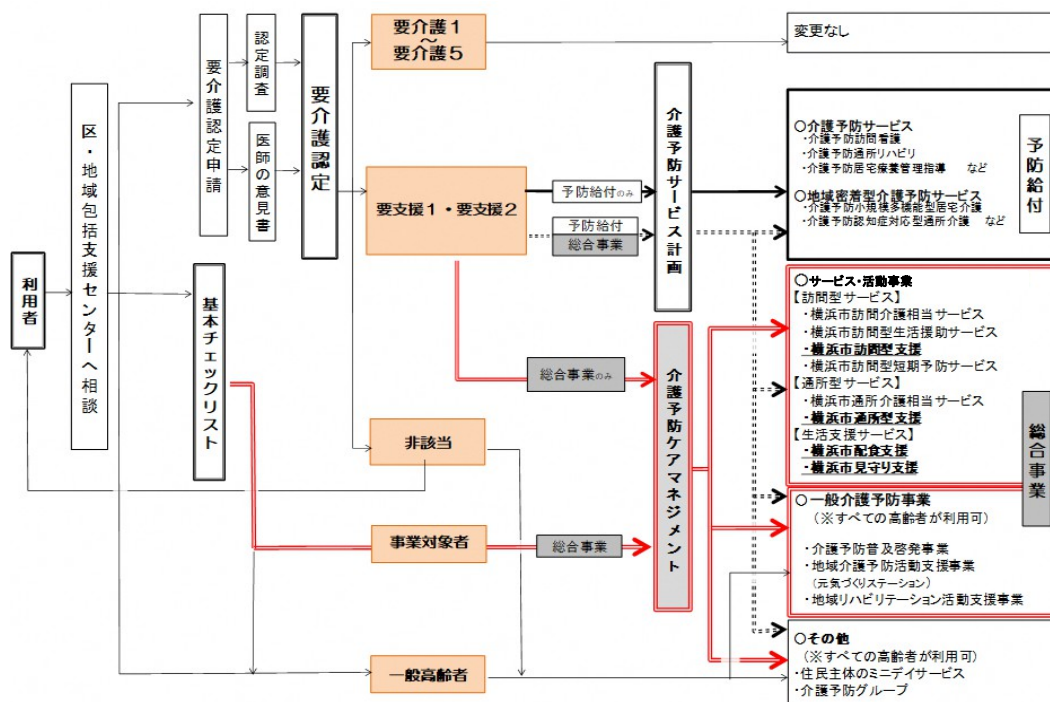 利用者
区・地域包括支援センターへ相談
要介護認定申請
認定調査
医師の意見書
要介護認定
基本チェックリスト
要介護１
～
要介護５
要支援１・要支援２
非該当
事業対象者
一般高齢者
予防給付のみ
予防給付
総合事業
総合事業のみ
総合事業
介護予防サービス計画
介護予防ケアマネジメント
変更なし
○介護予防サービス
・介護予防訪問看護
・介護予防通所リハビリ
・介護予防居宅療養管理指導　など
○地域密着型介護予防サービス
・介護予防小規模多機能型居宅介護
・介護予防認知症対応型通所介護　など
予防給付
○サービス・活動事業
【訪問型サービス】
・横浜市訪問介護相当サービス
・横浜市訪問型生活援助サービス
・横浜市訪問型支援
・横浜市訪問型短期予防サービス
【通所型サービス】
・横浜市通所介護相当サービス
・横浜市通所型支援
【生活支援サービス】
・横浜市配食支援
・横浜市見守り支援
総合事業
○一般介護予防事業
（※すべての高齢者が利用可）
・介護予防普及啓発事業
・地域介護予防活動支援事業
（元気づくりステーション）
・地域リハビリテーション活動支援事業
○その他
（※すべての高齢者が利用可）
・住民主体のミニデイサービス
・介護予防グループ